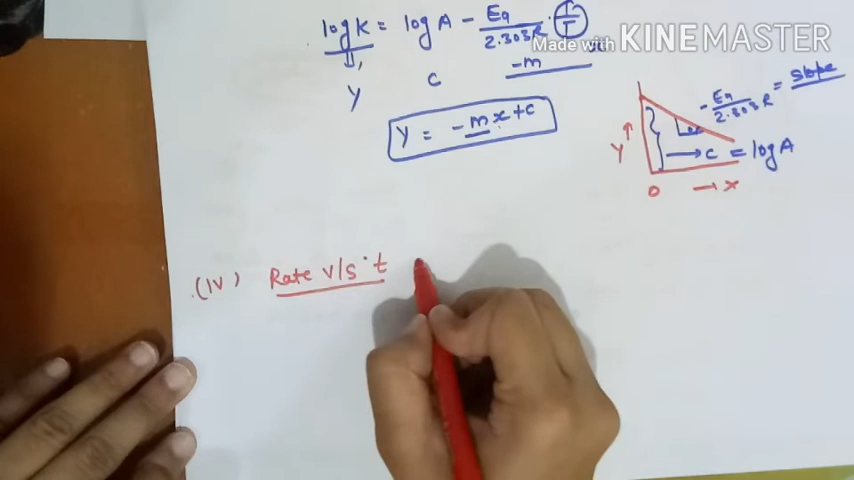 log K = log A - Ea/2.303R · 1/T
Made with KINEMASTER
y c -m x
y = -mx+c
-Ea/2.303R = slope
y → c = log A
0 → x
(IV) Rate v/s t